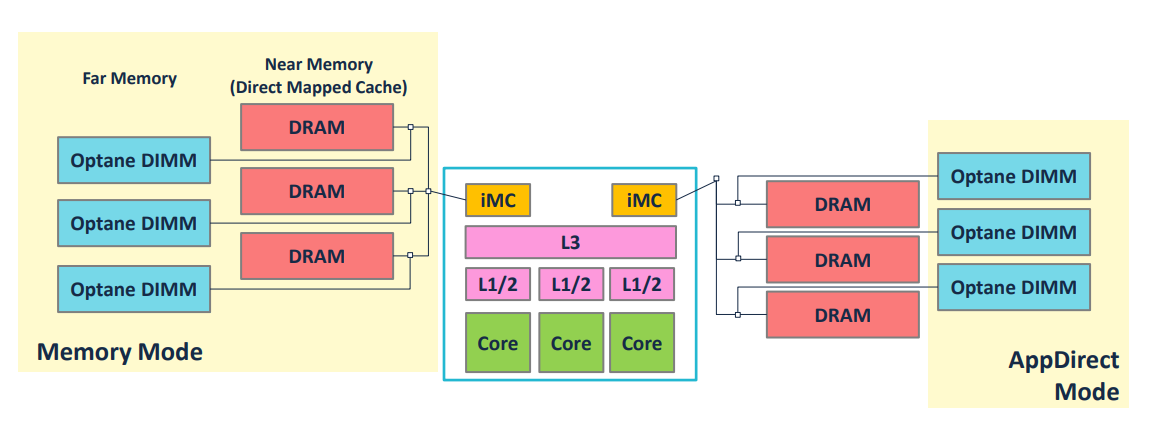 Far Memory
Near Memory
(Direct Mapped Cache)
DRAM
Optane DIMM
DRAM
Optane DIMM
DRAM
Optane DIMM
Memory Mode
iMC
iMC
L3
L1/2
L1/2
L1/2
Core
Core
Core
Optane DIMM
DRAM
Optane DIMM
DRAM
Optane DIMM
DRAM
AppDirect
Mode